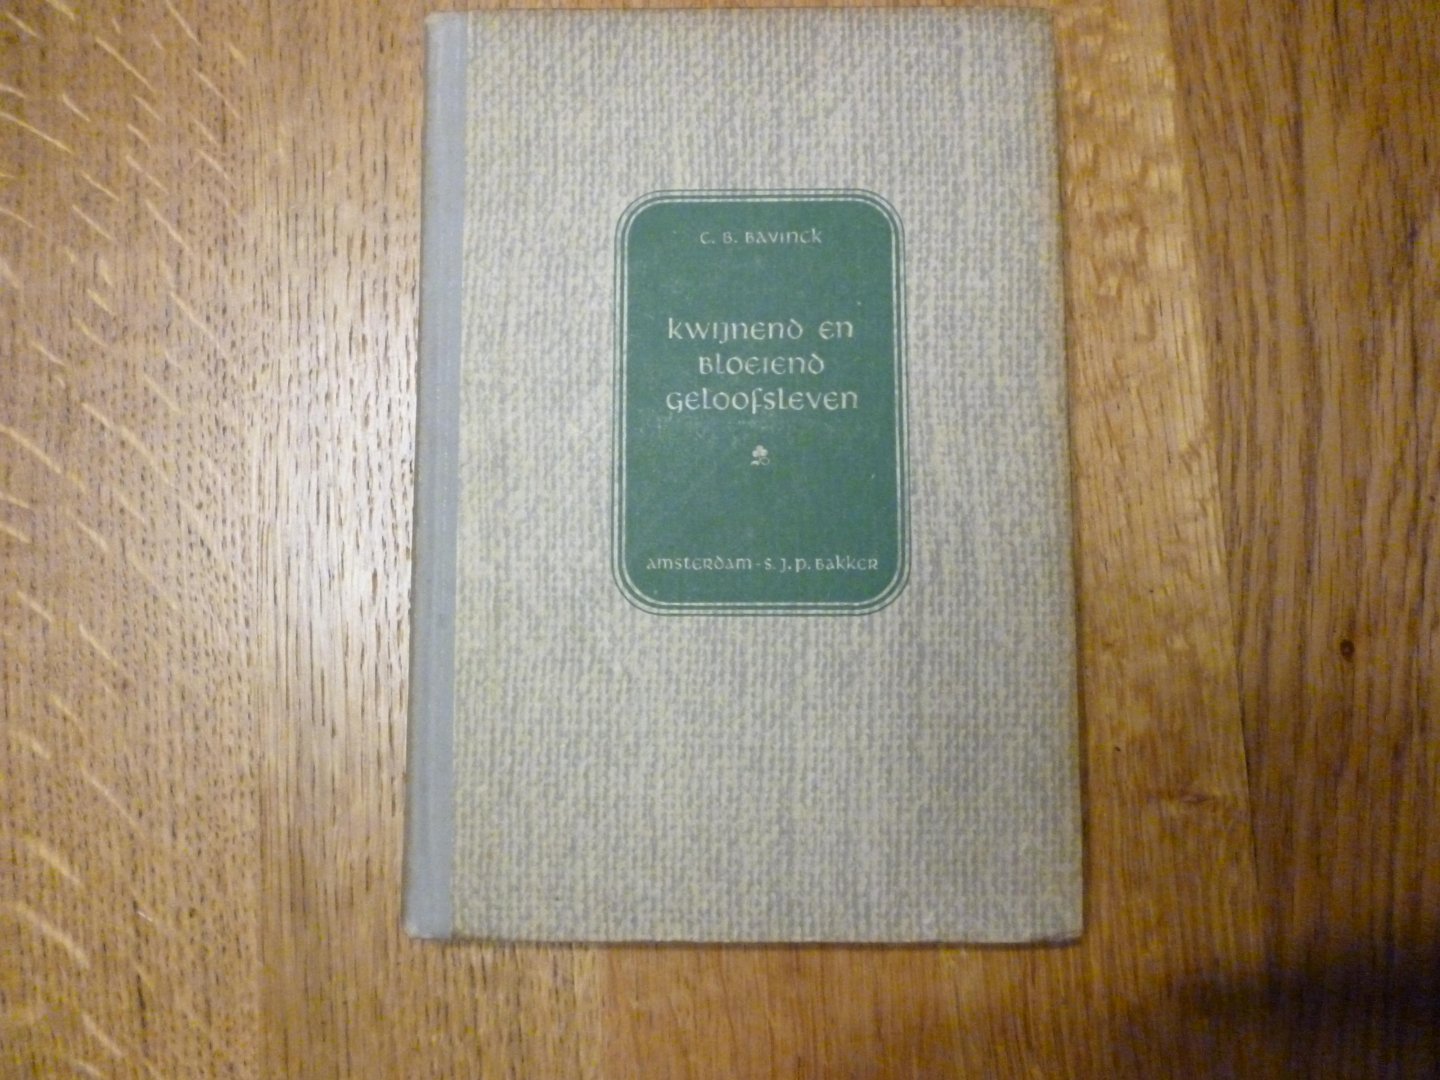 C. B. BAVINCK
KWIJNEND EN
BLOEIEND
GELOOFSLEVEN
AMSTERDAM - S. J. P. BAKKER